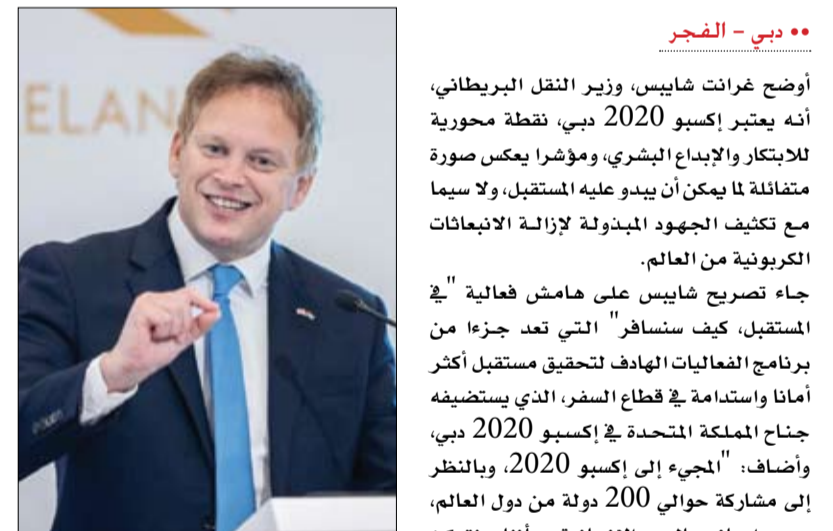 •• دبي – الفجر
أوضح غرانت شابس، وزير النقل البريطاني،
أنه يعتبر إكسبو 2020 دبي، نقطة محورية
للابتكار والإبداع البشري، ومؤشرا يعكس صورة
متفائلة لما يمكن أن يبدو عليه المستقبل، ولا سيما
مع تكثيف الجهود المبذولة لإزالة الانبعاثات
الكربونية من العالم.
جاء تصريح شابيس على هامش فعالية "في
المستقبل، كيف سنسافر" التي تعد جزءا من
برنامج الفعاليات الهادف لتحقيق مستقبل أكثر
أمانا واستدامة في قطاع السفر، الذي يستضيفه
جناح المملكة المتحدة في إكسبو 2020 دبي،
وأضاف: "المجيء إلى إكسبو 2020، وبالنظر
إلى مشاركة حوالي 200 دولة من دول العالم،
ELAN